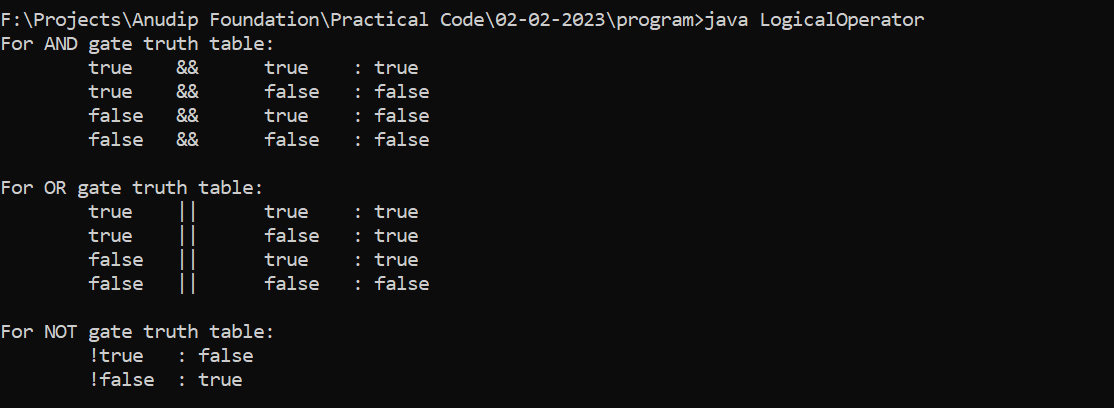 F:\Projects\Anudip Foundation\Practical Code\02-02-2023\program>java LogicalOperator
For AND gate truth table:
        true    &&      true    : true
        true    &&      false   : false
        false   &&      true    : false
        false   &&      false   : false

For OR gate truth table:
        true    ||      true    : true
        true    ||      false   : true
        false   ||      true    : true
        false   ||      false   : false

For NOT gate truth table:
        !true   : false
        !false  : true